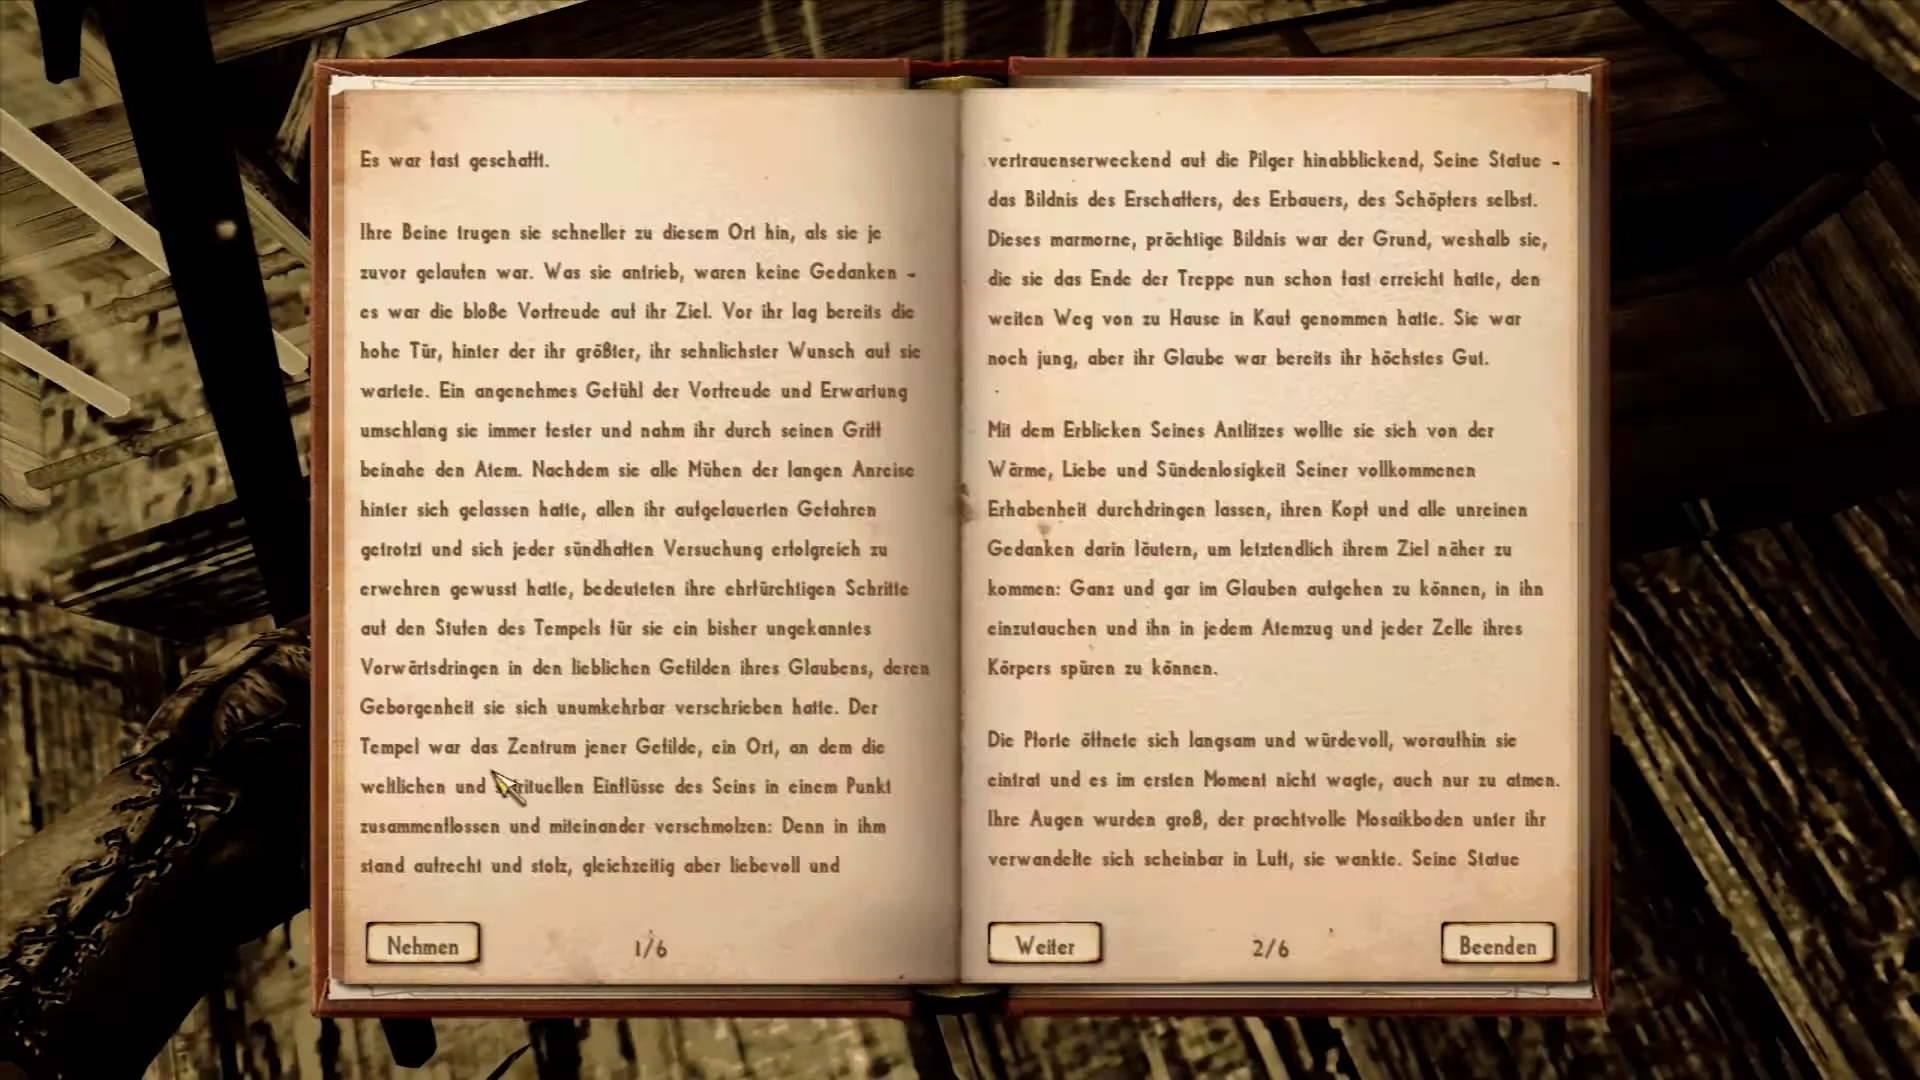 Es war fast geschafft.
Ihre Beine trugen sie schneller zu diesem Ort hin, als sie je
zuvor gelaufen war. Was sie antrieb, waren keine Gedanken -
es war die bloße Vorfreude auf ihr Ziel. Vor ihr lag bereits die
hohe Tür, hinter der ihr größter, ihr sehnlichster Wunsch auf sie
wartete. Ein angenehmes Gefühl der Vorfreude und Erwartung
umschlang sie immer fester und nahm ihr durch seinen Griff
beinahe den Atem. Nachdem sie alle Mühen der langen Anreise
hinter sich gelassen hatte, allen ihr aufgelauerten Gefahren
getrotzt und sich jeder sündhaften Versuchung erfolgreich zu
erwehren gewusst hatte, bedeuteten ihre ehrfürchtigen Schritte
auf den Stufen des Tempels für sie ein bisher ungekanntes
Vorwärtsdringen in den lieblichen Gefilden ihres Glaubens, deren
Geborgenheit sie sich unumkehrbar verschrieben hatte. Der
Tempel war das Zentrum jener Gefilde, ein Ort, an dem die
weltlichen und spirituellen Einflüsse des Seins in einem Punkt
zusammenflossen und miteinander verschmolzen: Denn in ihm
stand aufrecht und stolz, gleichzeitig aber liebevoll und
Nehmen
1/6
vertrauenserweckend auf die Pilger hinabblickend, Seine Statue -
das Bildnis des Erschaffers, des Erbauers, des Schöpfers selbst.
Dieses marmorne, prächtige Bildnis war der Grund, weshalb sie,
die sie das Ende der Treppe nun schon fast erreicht hatte, den
weiten Weg von zu Hause in Kauf genommen hatte. Sie war
noch jung, aber ihr Glaube war bereits ihr höchstes Gut.
Mit dem Erblicken Seines Antlitzes wollte sie sich von der
Wärme, Liebe und Sündenlosigkeit Seiner vollkommenen
Erhabenheit durchdringen lassen, ihren Kopf und alle unreinen
Gedanken darin läutern, um letztendlich ihrem Ziel näher zu
kommen: Ganz und gar im Glauben aufgehen zu können, in ihn
einzutauchen und ihn in jedem Atemzug und jeder Zelle ihres
Körpers spüren zu können.
Die Pforte öffnete sich langsam und würdevoll, woraufhin sie
eintrat und es im ersten Moment nicht wagte, auch nur zu atmen.
Ihre Augen wurden groß, der prachtvolle Mosaikboden unter ihr
verwandelte sich scheinbar in Luft, sie wankte. Seine Statue
Weiter
2/6
Beenden